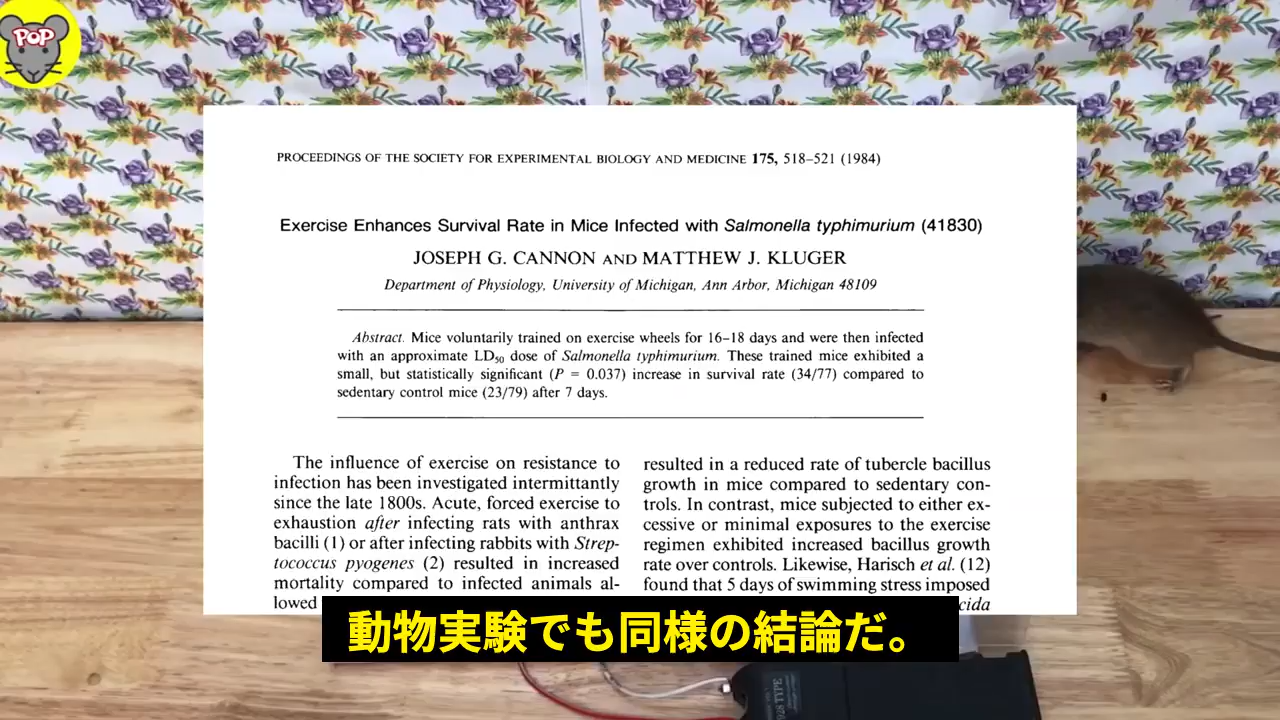 POP
PROCEEDINGS OF THE SOCIETY FOR EXPERIMENTAL BIOLOGY AND MEDICINE 175, 518–521 (1984)
Exercise Enhances Survival Rate in Mice Infected with Salmonella typhimurium (41830)
JOSEPH G. CANNON AND MATTHEW J. KLUGER
Department of Physiology, University of Michigan, Ann Arbor, Michigan 48109
Abstract. Mice voluntarily trained on exercise wheels for 16–18 days and were then infected
with an approximate LD50 dose of Salmonella typhimurium. These trained mice exhibited a
small, but statistically significant (P = 0.037) increase in survival rate (34/77) compared to
sedentary control mice (23/79) after 7 days.
The influence of exercise on resistance to
infection has been investigated intermittantly
since the late 1800s. Acute, forced exercise to
exhaustion after infecting rats with anthrax
bacilli (1) or after infecting rabbits with Strep-
tococcus pyogenes (2) resulted in increased
mortality compared to infected animals al-
lowed
resulted in a reduced rate of tubercle bacillus
growth in mice compared to sedentary con-
trols. In contrast, mice subjected to either ex-
cessive or minimal exposures to the exercise
regimen exhibited increased bacillus growth
rate over controls. Likewise, Harisch et al. (12)
found that 5 days of swimming stress imposed
cida
動物実験でも同様の結論だ。